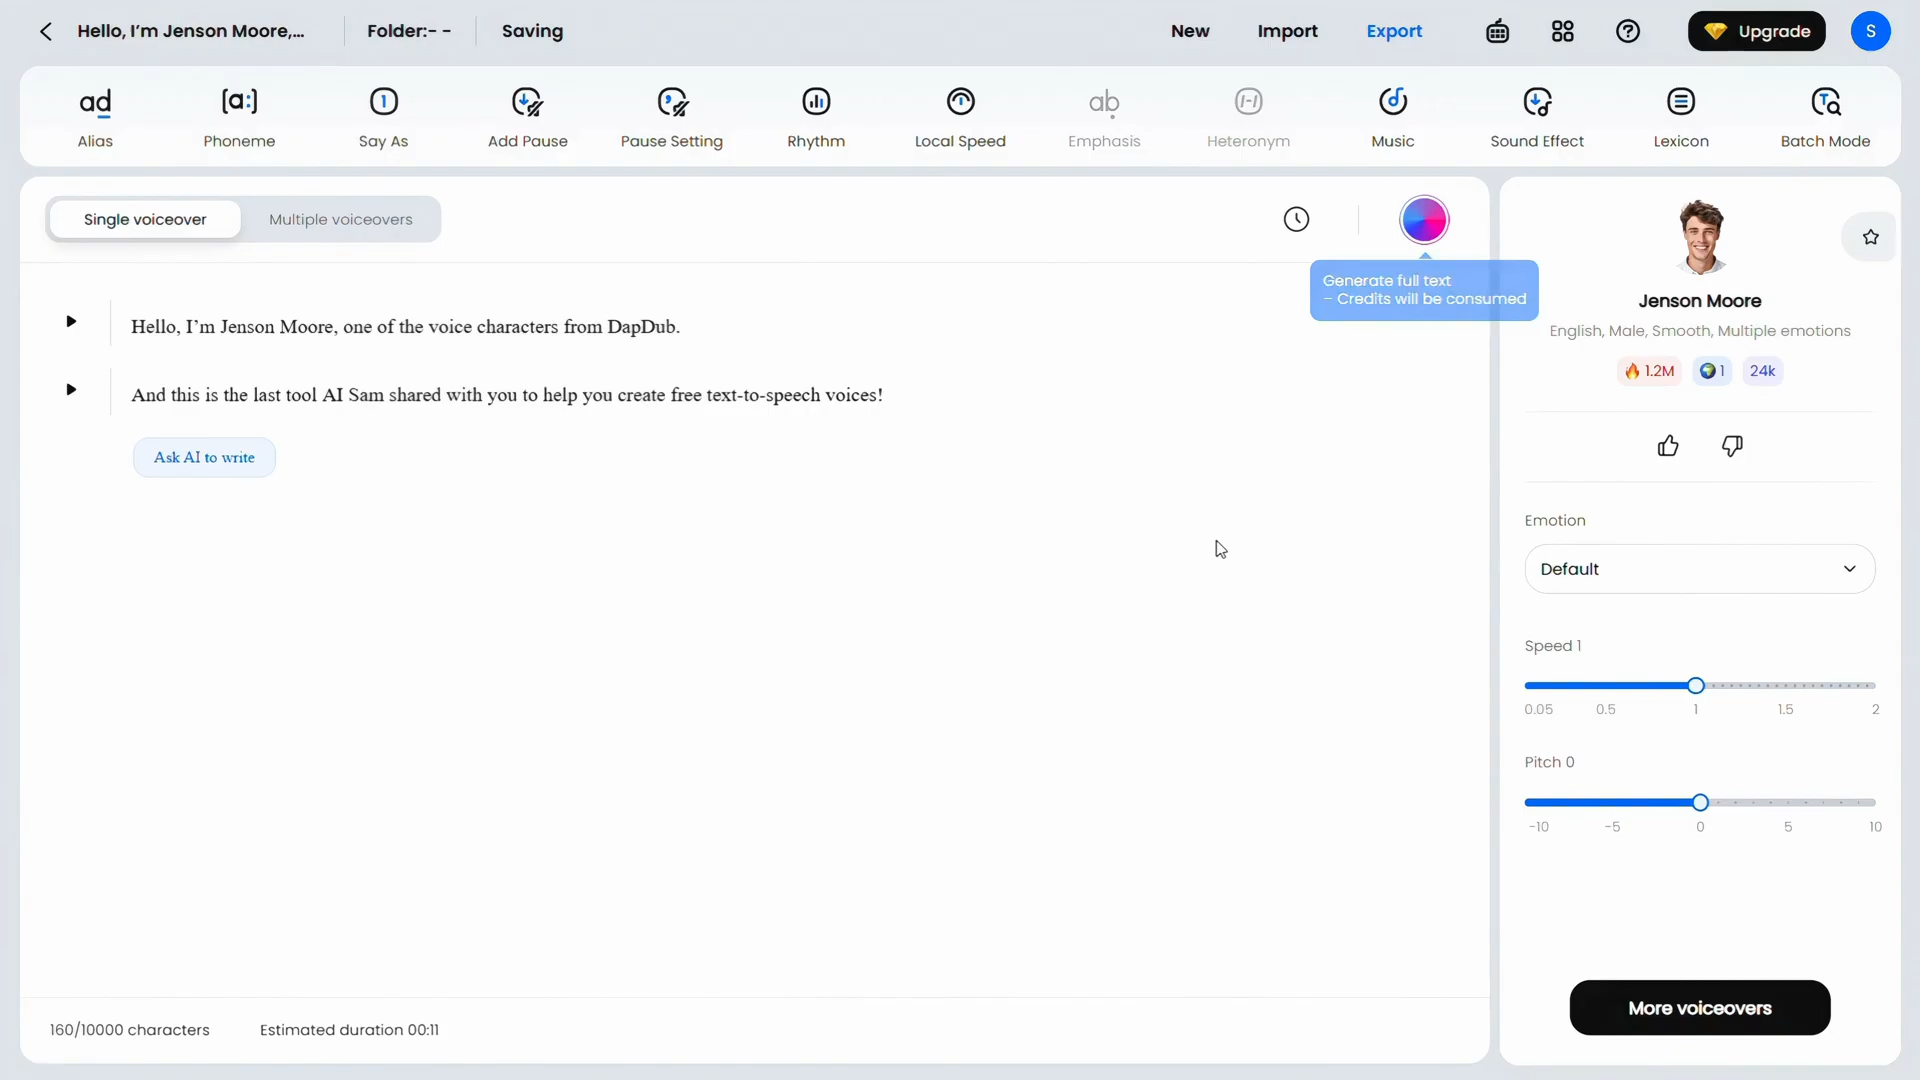 Hello, I’m Jenson Moore,...
Folder:- -
Saving
New
Import
Export
Upgrade
S
ad
Alias
[a:]
Phoneme
1
Say As
Add Pause
Pause Setting
Rhythm
Local Speed
ab
Emphasis
Heteronym
Music
Sound Effect
Lexicon
T
Batch Mode
Single voiceover
Multiple voiceovers
Generate full text
- Credits will be consumed
Hello, I’m Jenson Moore, one of the voice characters from DapDub.
And this is the last tool AI Sam shared with you to help you create free text-to-speech voices!
Ask AI to write
160/10000 characters
Estimated duration 00:11
Jenson Moore
English, Male, Smooth, Multiple emotions
1.2M
1
24k
Emotion
Default
Speed 1
0.05 0.5 1 1.5 2
Pitch 0
-10 -5 0 5 10
More voiceovers